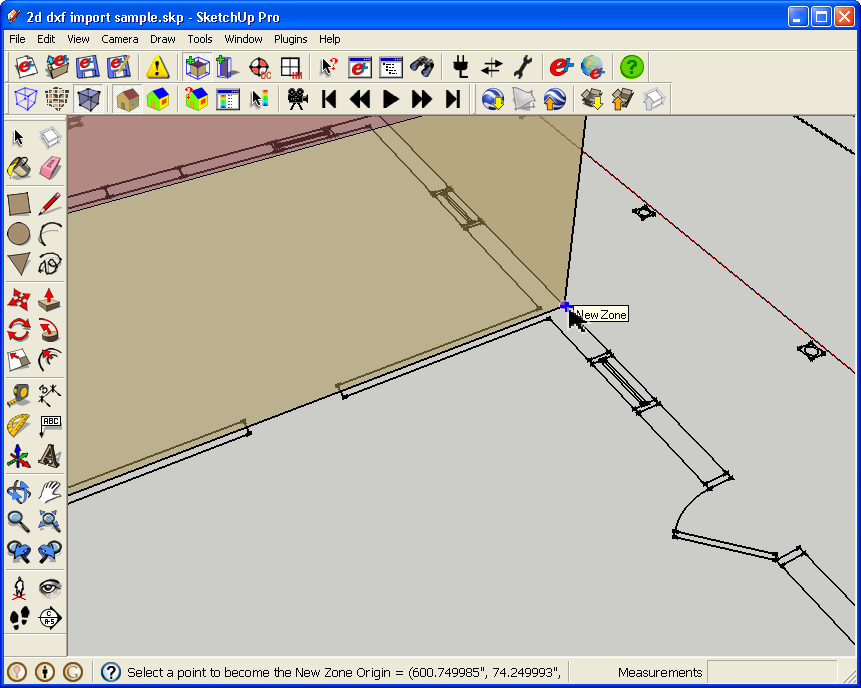 2d dxf import sample.skp - SketchUp Pro
File Edit View Camera Draw Tools Window Plugins Help
New Zone
ABC
Select a point to become the New Zone Origin = (600.749985", 74.249993",
Measurements